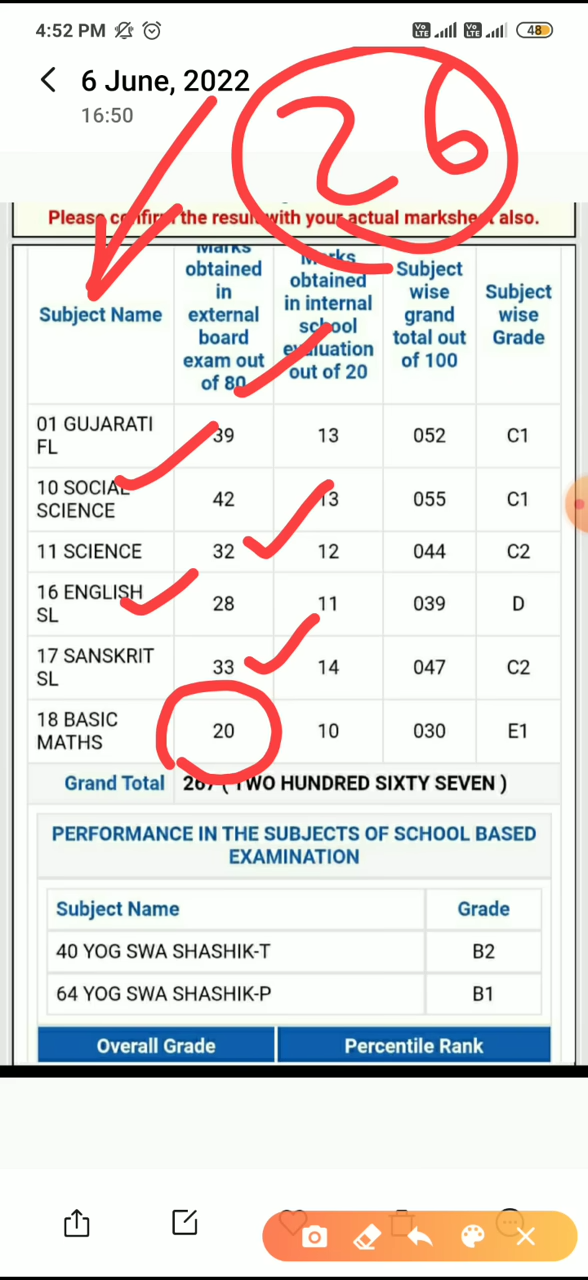 4:52 PM
Vo LTE Vo LTE 48
6 June, 2022
16:50
26
Please confirm the result with your actual marksheet also.
Subject Name
Marks
obtained
in
external
board
exam out
of 80
Marks
obtained
in internal
school
evaluation
out of 20
Subject
wise
grand
total out
of 100
Subject
wise
Grade
01 GUJARATI
FL
39 13 052 C1
10 SOCIAL
SCIENCE
42 13 055 C1
11 SCIENCE 32 12 044 C2
16 ENGLISH
SL
28 11 039 D
17 SANSKRIT
SL
33 14 047 C2
18 BASIC
MATHS
20 10 030 E1
Grand Total 267 ( TWO HUNDRED SIXTY SEVEN )
PERFORMANCE IN THE SUBJECTS OF SCHOOL BASED
EXAMINATION
Subject Name Grade
40 YOG SWA SHASHIK-T B2
64 YOG SWA SHASHIK-P B1
Overall Grade Percentile Rank